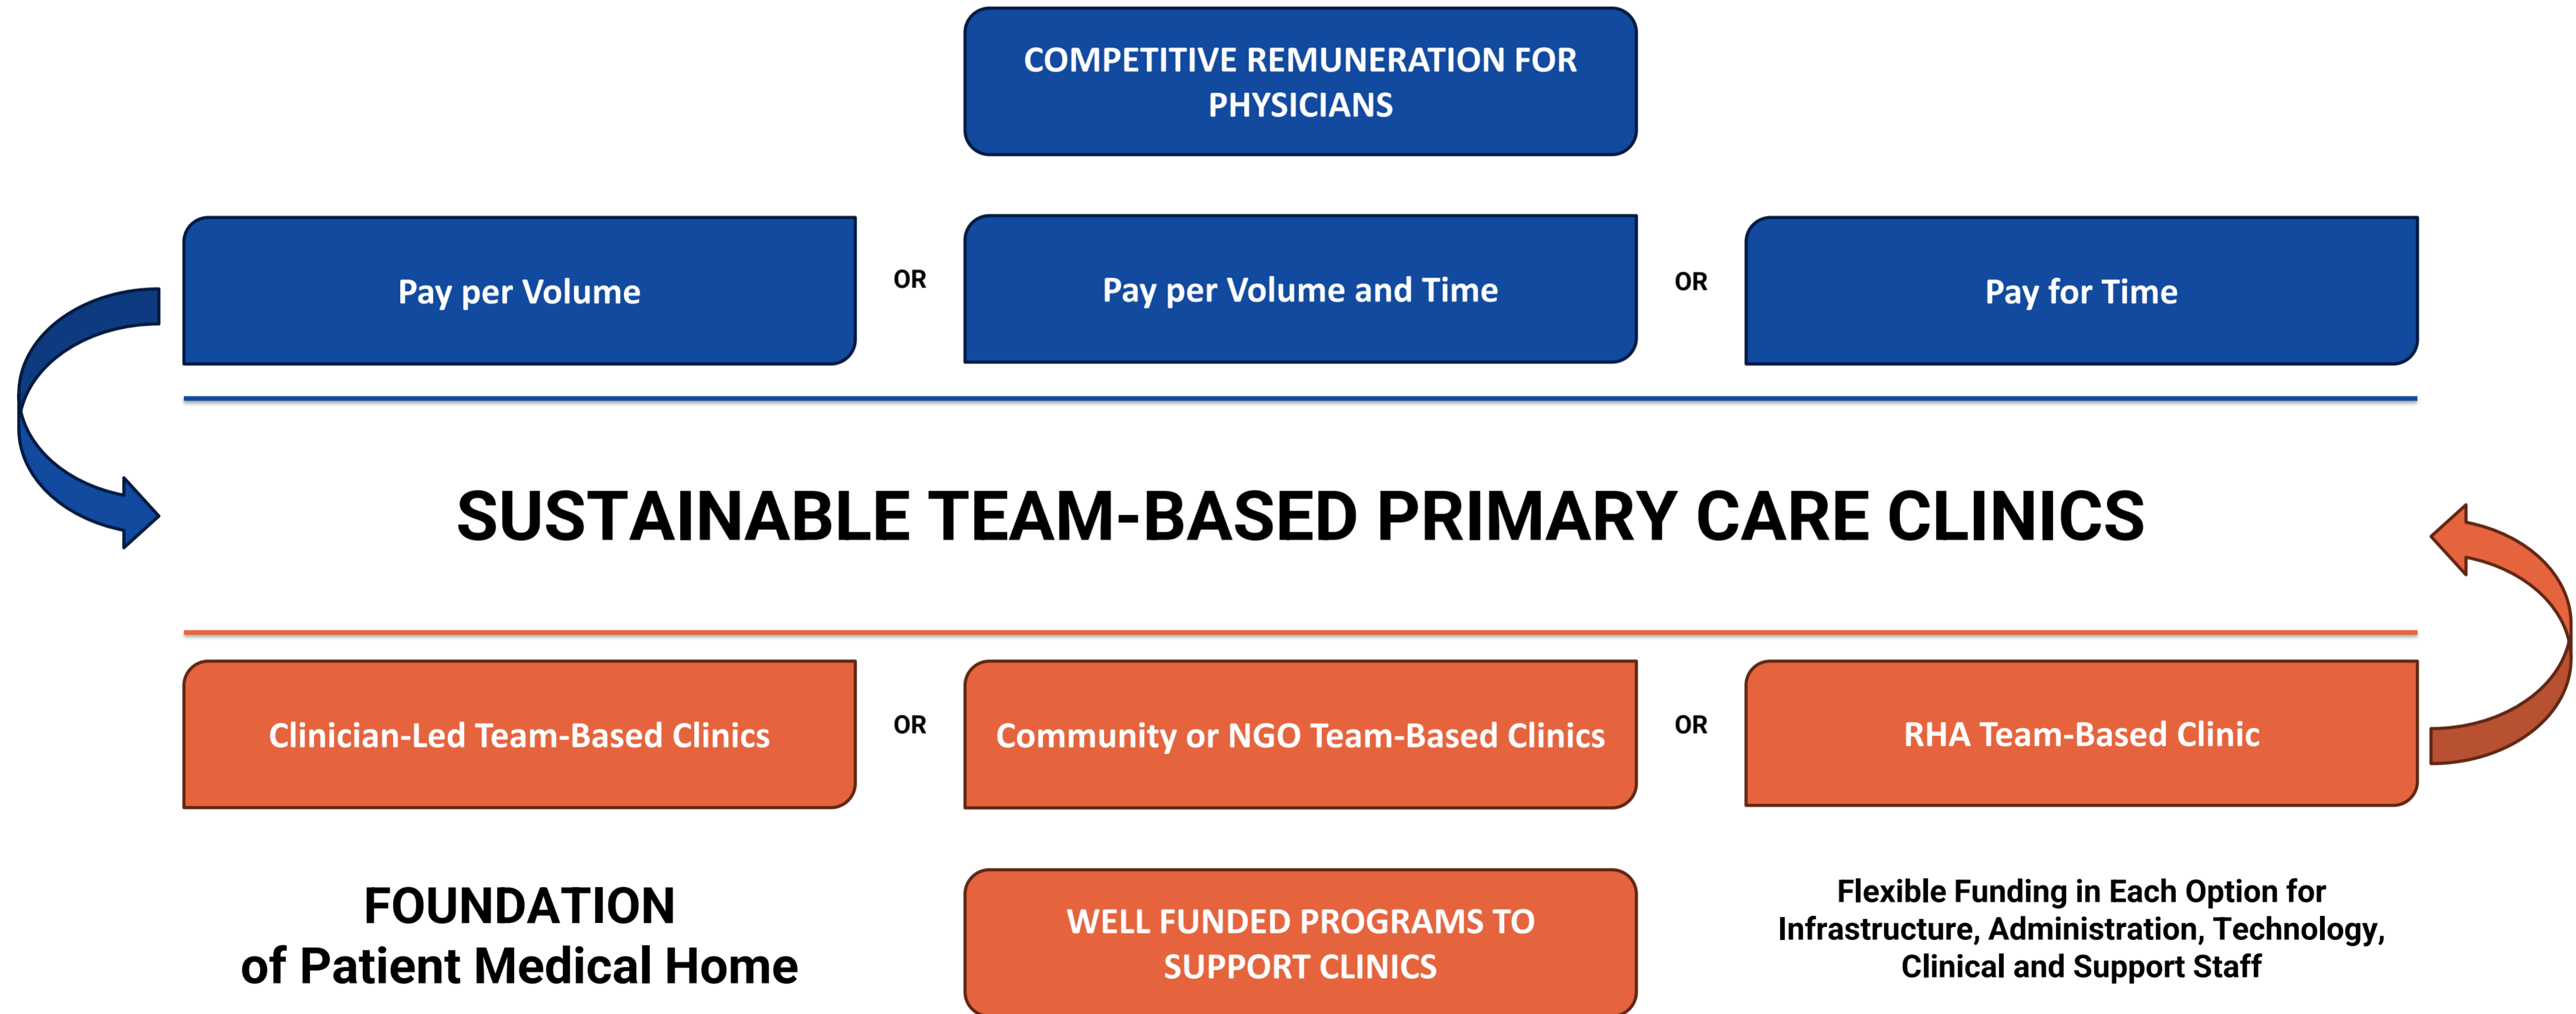 COMPETITIVE REMUNERATION FOR
PHYSICIANS
Pay per Volume
OR
Pay per Volume and Time
OR
Pay for Time
SUSTAINABLE TEAM-BASED PRIMARY CARE CLINICS
Clinician-Led Team-Based Clinics
OR
Community or NGO Team-Based Clinics
OR
RHA Team-Based Clinic
FOUNDATION
of Patient Medical Home
WELL FUNDED PROGRAMS TO
SUPPORT CLINICS
Flexible Funding in Each Option for
Infrastructure, Administration, Technology,
Clinical and Support Staff